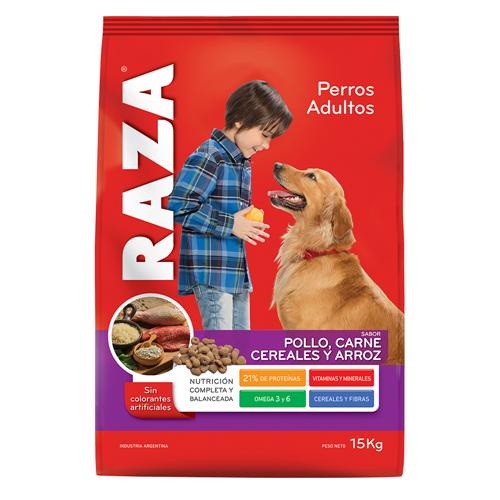 RAZA®
Perros
Adultos
SABOR
POLLO, CARNE
CEREALES Y ARROZ
Sin
colorantes
artificiales
NUTRICIÓN
COMPLETA Y
BALANCEADA
21% DE PROTEÍNAS
VITAMINAS Y MINERALES
OMEGA 3 y 6
CEREALES Y FIBRAS
INDUSTRIA ARGENTINA
PESO NETO 15Kg